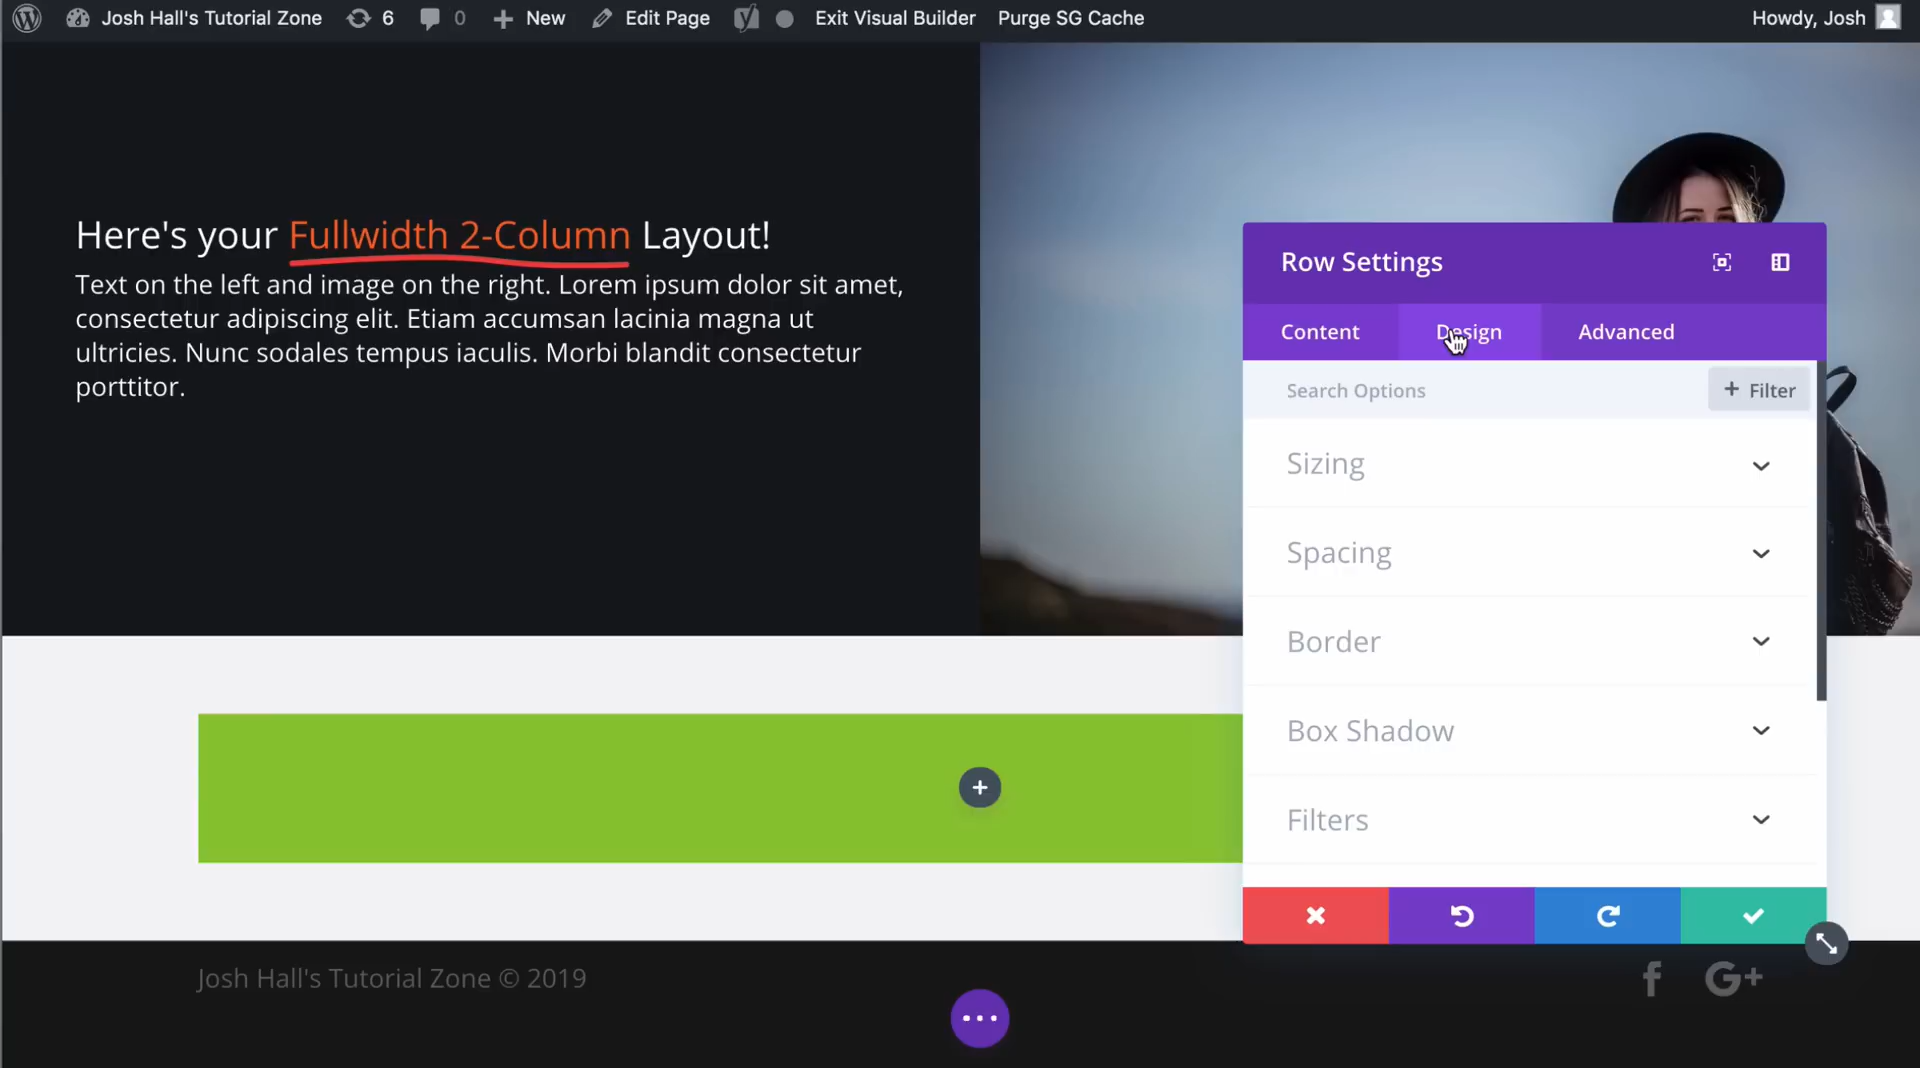 Josh Hall's Tutorial Zone 6 0 New Edit Page Exit Visual Builder Purge SG Cache Howdy, Josh
Here's your Fullwidth 2-Column Layout!
Text on the left and image on the right. Lorem ipsum dolor sit amet,
consectetur adipiscing elit. Etiam accumsan lacinia magna ut
ultricies. Nunc sodales tempus iaculis. Morbi blandit consectetur
porttitor.
Row Settings
Content Design Advanced
Search Options + Filter
Sizing
Spacing
Border
Box Shadow
Filters
Josh Hall's Tutorial Zone © 2019
f G+